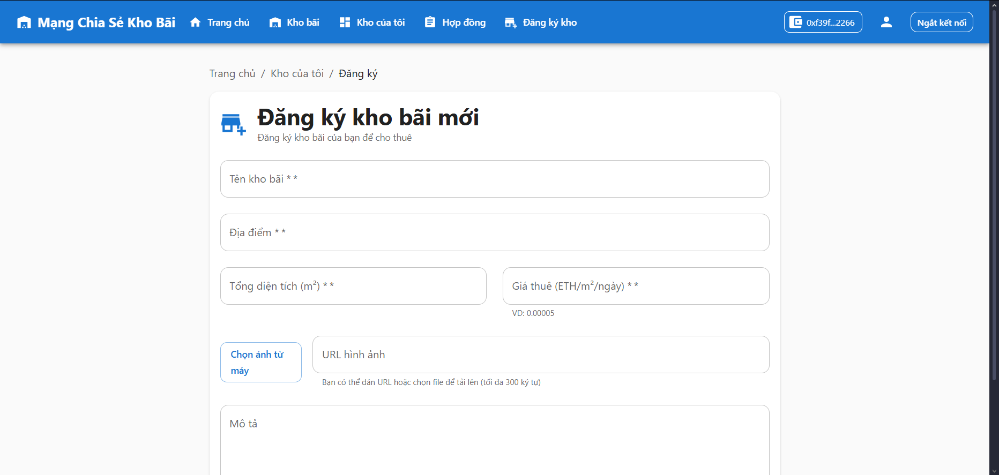 Mạng Chia Sẻ Kho Bãi Trang chủ Kho bãi Kho của tôi Hợp đồng Đăng ký kho 0xf39f...2266 Ngắt kết nối
Trang chủ / Kho của tôi / Đăng ký
Đăng ký kho bãi mới
Đăng ký kho bãi của bạn để cho thuê
Tên kho bãi * *
Địa điểm * *
Tổng diện tích (m²) * *
Giá thuê (ETH/m²/ngày) * *
VD: 0.00005
Chọn ảnh từ
máy
URL hình ảnh
Bạn có thể dán URL hoặc chọn file để tải lên (tối đa 300 ký tự)
Mô tả